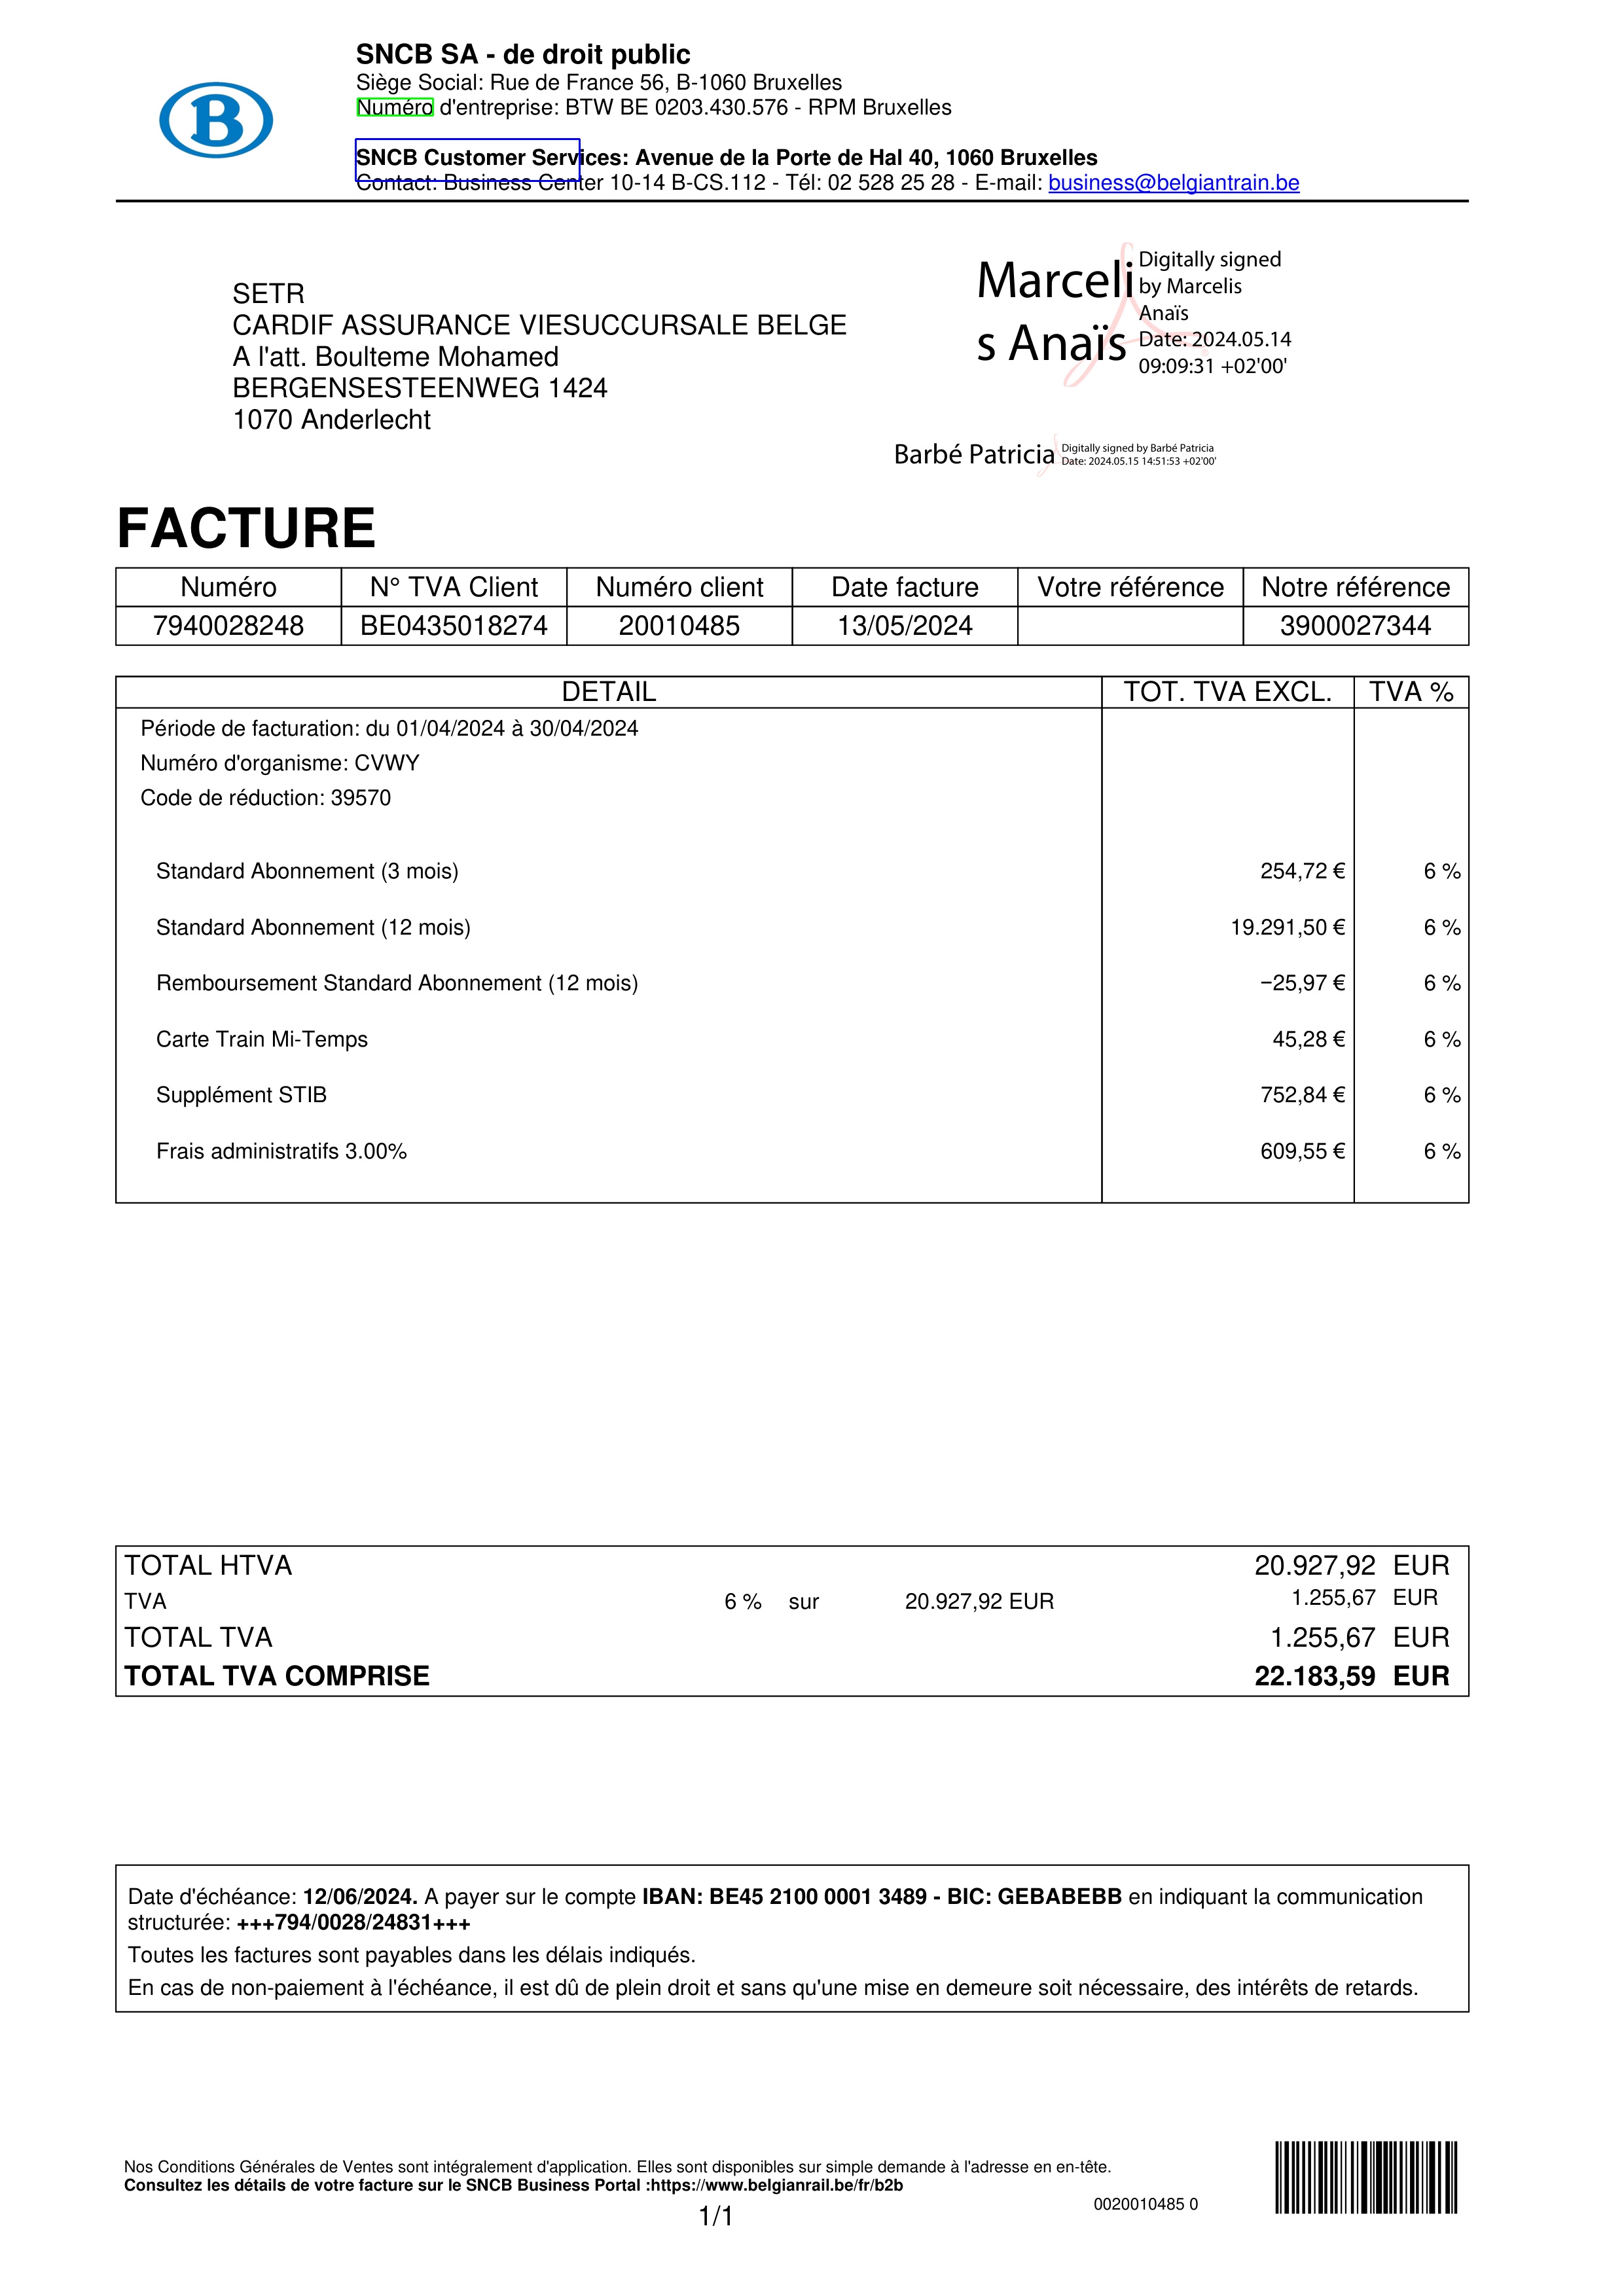 B
SNCB SA - de droit public
Siège Social: Rue de France 56, B-1060 Bruxelles
Numéro d'entreprise: BTW BE 0203.430.576 - RPM Bruxelles
SNCB Customer Services: Avenue de la Porte de Hal 40, 1060 Bruxelles
Contact: Business Center 10-14 B-CS.112 - Tél: 02 528 25 28 - E-mail: business@belgiantrain.be
SETR
CARDIF ASSURANCE VIESUCCURSALE BELGE
A l'att. Boulteme Mohamed
BERGENSESTEENWEG 1424
1070 Anderlecht
Marceli
s Anaïs
Digitally signed
by Marcelis
Anaïs
Date: 2024.05.14
09:09:31 +02'00'
Barbé Patricia
Digitally signed by Barbé Patricia
Date: 2024.05.15 14:51:53 +02'00'
FACTURE
Numéro N° TVA Client Numéro client Date facture Votre référence Notre référence
7940028248 BE0435018274 20010485 13/05/2024 3900027344
DETAIL TOT. TVA EXCL. TVA %
Période de facturation: du 01/04/2024 à 30/04/2024
Numéro d'organisme: CVWY
Code de réduction: 39570
Standard Abonnement (3 mois) 254,72 € 6 %
Standard Abonnement (12 mois) 19.291,50 € 6 %
Remboursement Standard Abonnement (12 mois) −25,97 € 6 %
Carte Train Mi-Temps 45,28 € 6 %
Supplément STIB 752,84 € 6 %
Frais administratifs 3.00% 609,55 € 6 %
TOTAL HTVA 20.927,92 EUR
TVA 6 % sur 20.927,92 EUR 1.255,67 EUR
TOTAL TVA 1.255,67 EUR
TOTAL TVA COMPRISE 22.183,59 EUR
Date d'échéance: 12/06/2024. A payer sur le compte IBAN: BE45 2100 0001 3489 - BIC: GEBABEBB en indiquant la communication
structurée: +++794/0028/24831+++
Toutes les factures sont payables dans les délais indiqués.
En cas de non-paiement à l'échéance, il est dû de plein droit et sans qu'une mise en demeure soit nécessaire, des intérêts de retards.
Nos Conditions Générales de Ventes sont intégralement d'application. Elles sont disponibles sur simple demande à l'adresse en en-tête.
Consultez les détails de votre facture sur le SNCB Business Portal :https://www.belgianrail.be/fr/b2b
0020010485 0
1/1